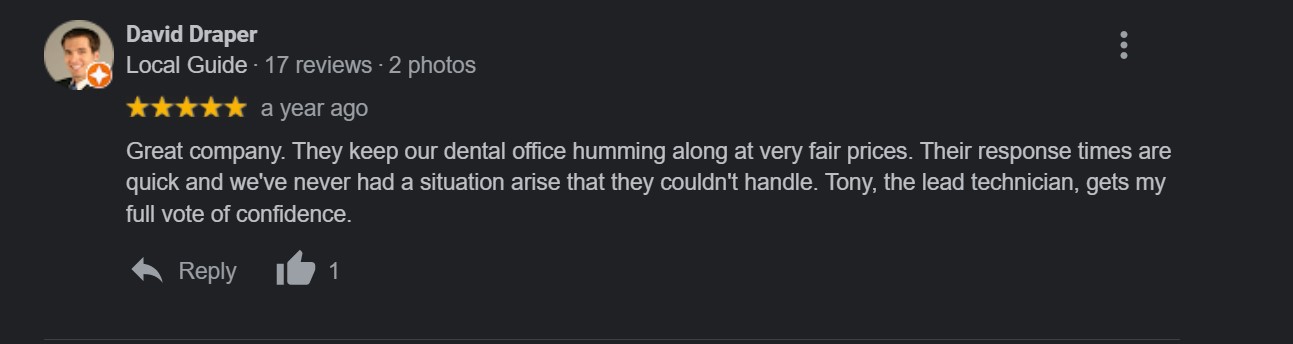 David Draper
Local Guide · 17 reviews · 2 photos
a year ago
Great company. They keep our dental office humming along at very fair prices. Their response times are
quick and we've never had a situation arise that they couldn't handle. Tony, the lead technician, gets my
full vote of confidence.
Reply 1